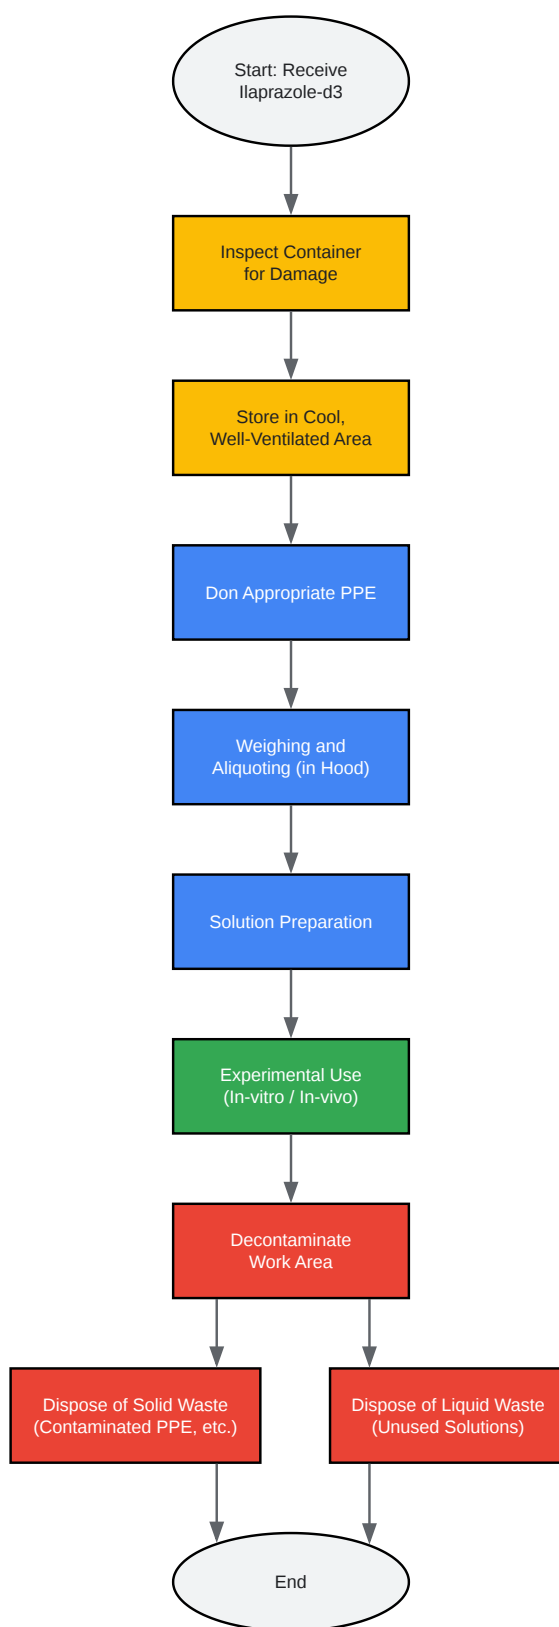 Start: Receive
Ilaprazole-d3
Inspect Container
for Damage
Store in Cool,
Well-Ventilated Area
Don Appropriate PPE
Weighing and
Aliquoting (in Hood)
Solution Preparation
Experimental Use
(In-vitro / In-vivo)
Decontaminate
Work Area
Dispose of Solid Waste
(Contaminated PPE, etc.)
Dispose of Liquid Waste
(Unused Solutions)
End